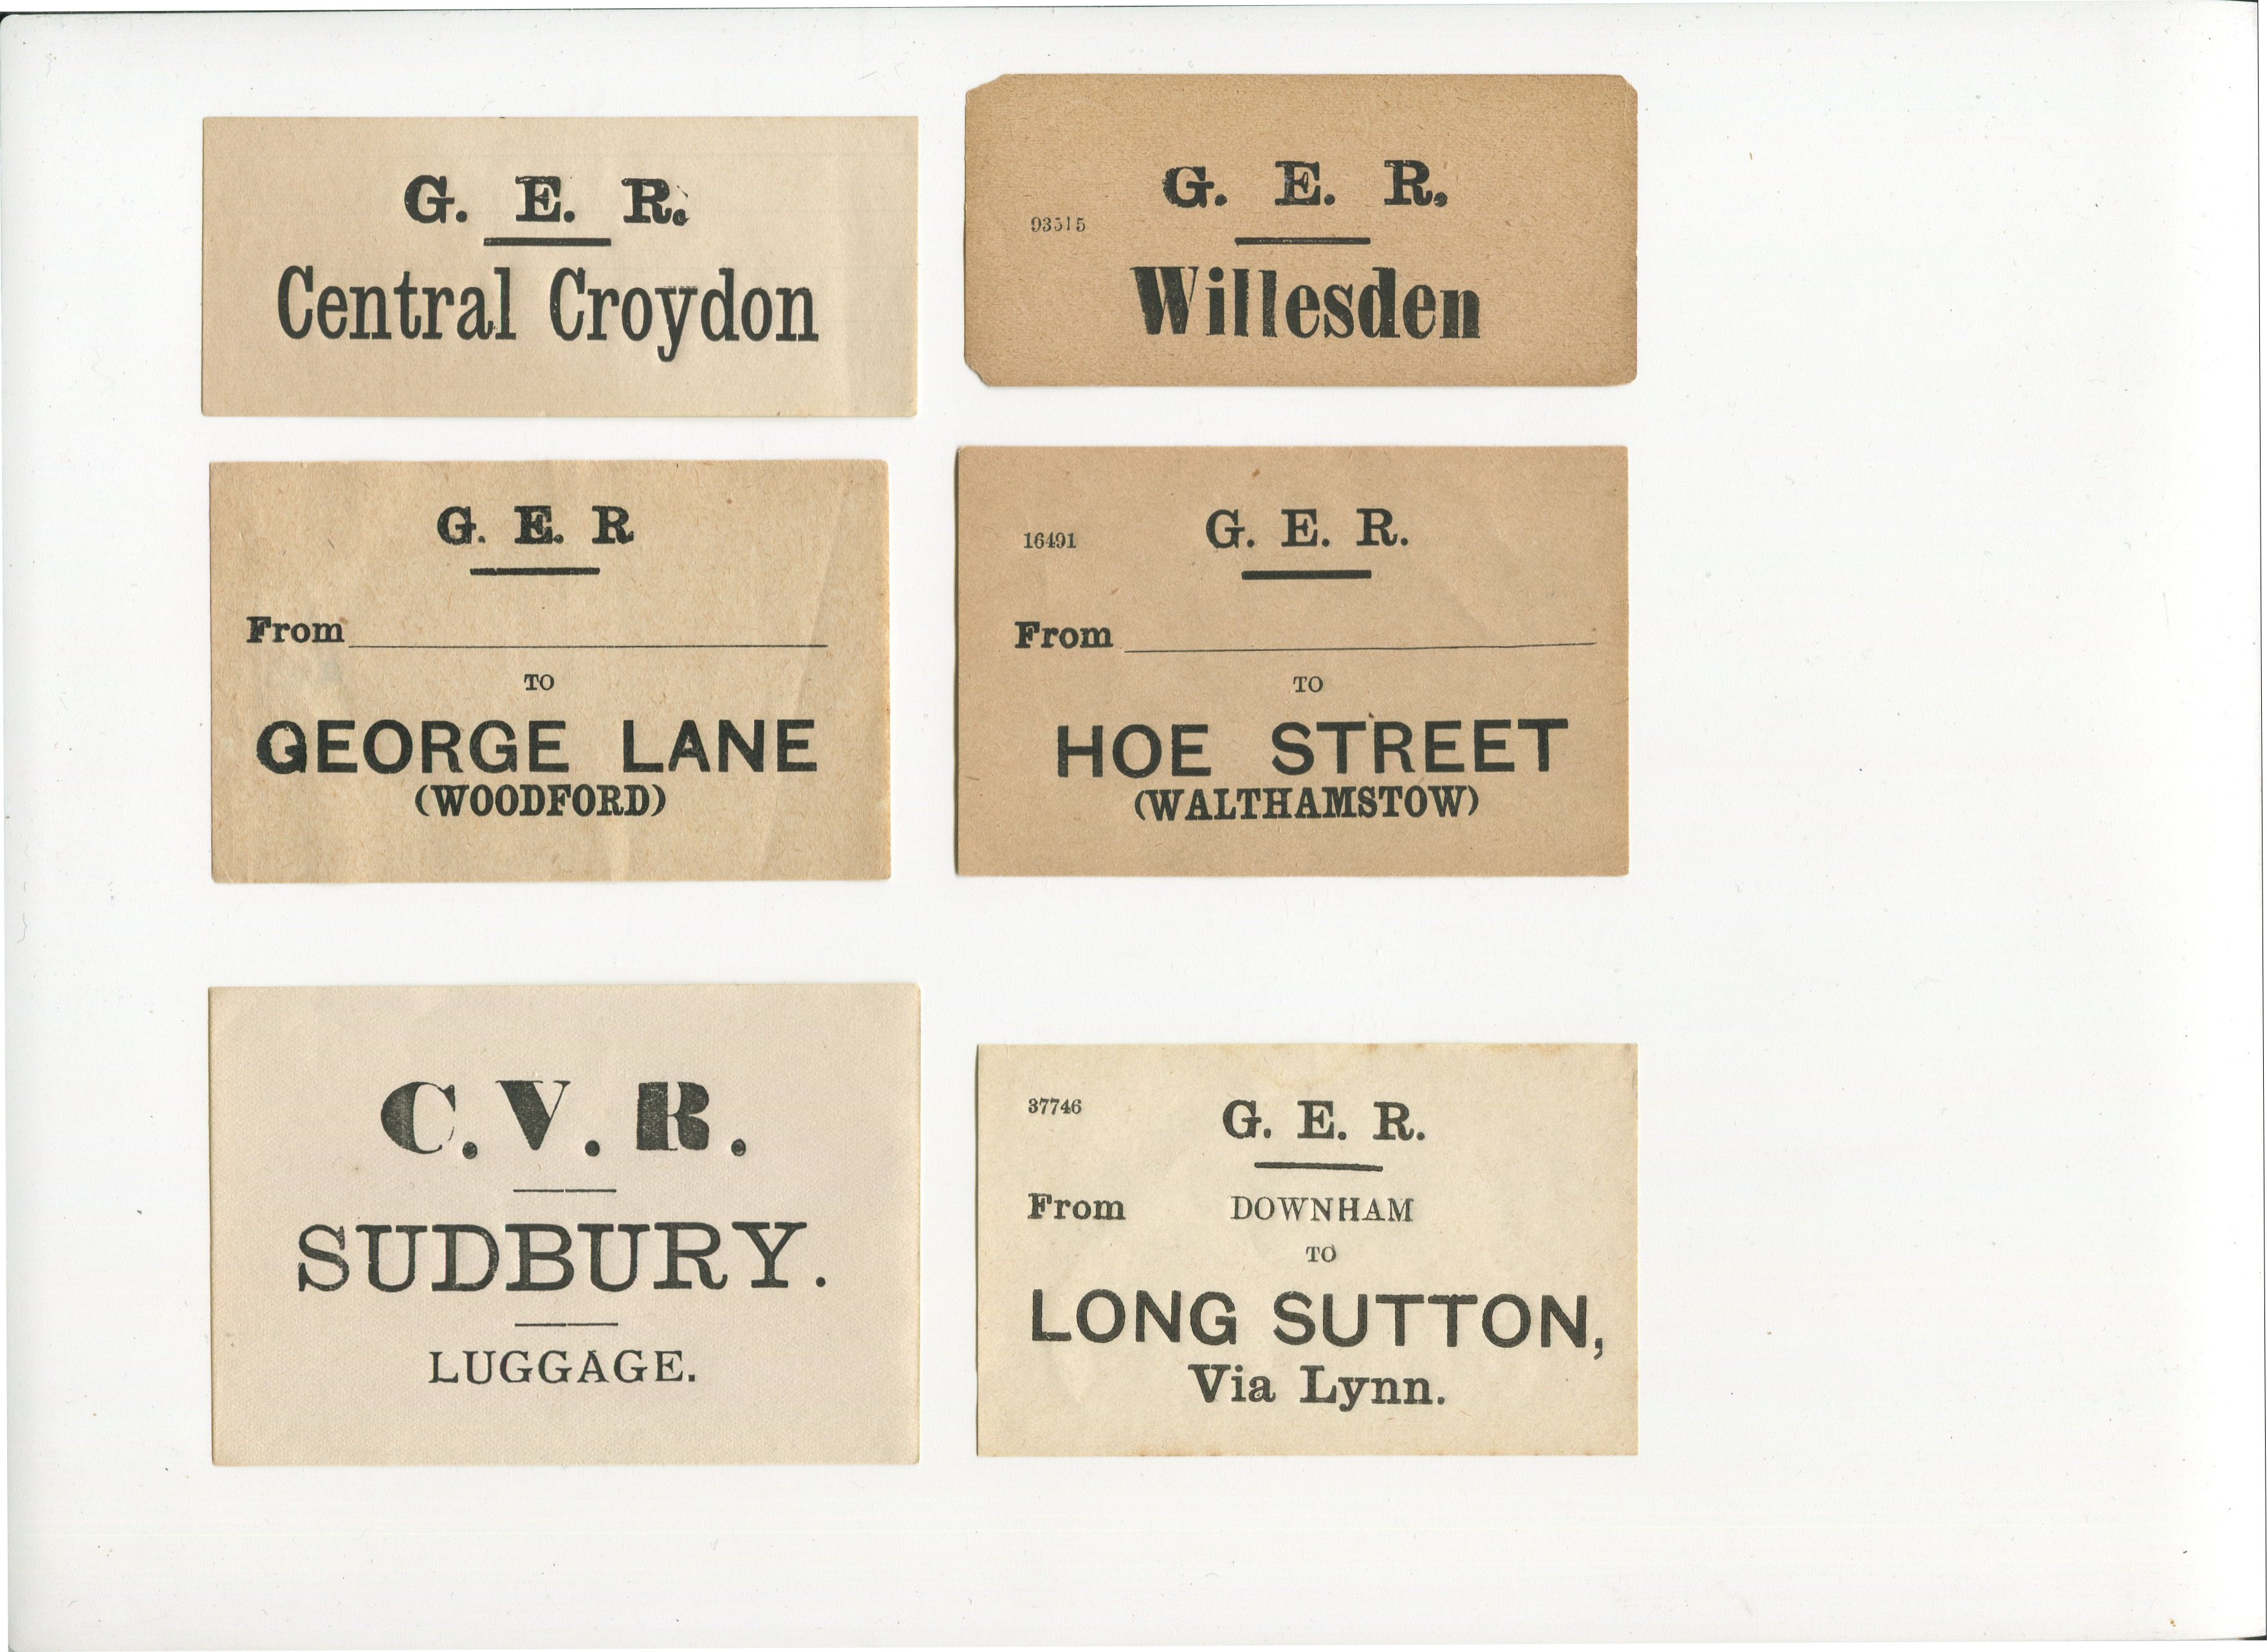 G. E. R.
Central Croydon
G. E. R.
93515
Willesden
G. E. R
From
TO
GEORGE LANE
(WOODFORD)
16491
G. E. R.
From
TO
HOE STREET
(WALTHAMSTOW)
C. V. R.
SUDBURY.
LUGGAGE.
37746
G. E. R.
From DOWNHAM
TO
LONG SUTTON,
Via Lynn.